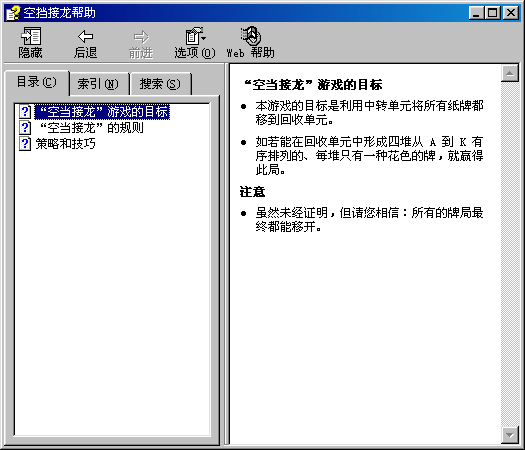 空挡接龙帮助
隐藏 后退 前进 选项(O) Web 帮助
目录(C) 索引(N) 搜索(S)
“空当接龙”游戏的目标
“空当接龙”的规则
策略和技巧
“空当接龙”游戏的目标
本游戏的目标是利用中转单元将所有纸牌都
移到回收单元。
如若能在回收单元中形成四堆从 A 到 K 有
序排列的、每堆只有一种花色的牌，就赢得
此局。
注意
虽然未经证明，但请您相信：所有的牌局最
终都能移开。